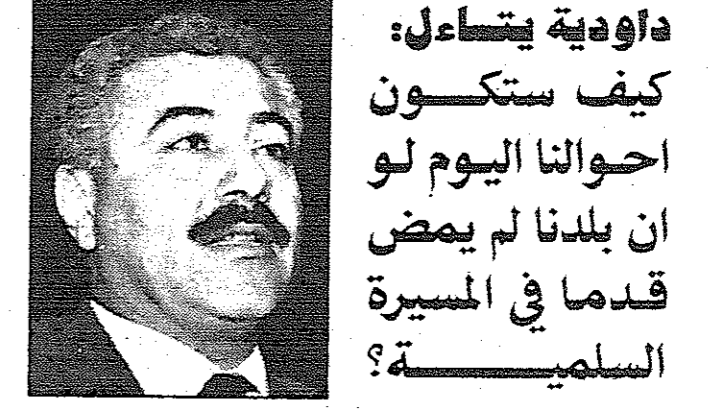 داودية يتساءل:
كيف ستكون
احوالنا اليوم لو
ان بلدنا لم يمض
قدما في المسيرة
السلمية؟